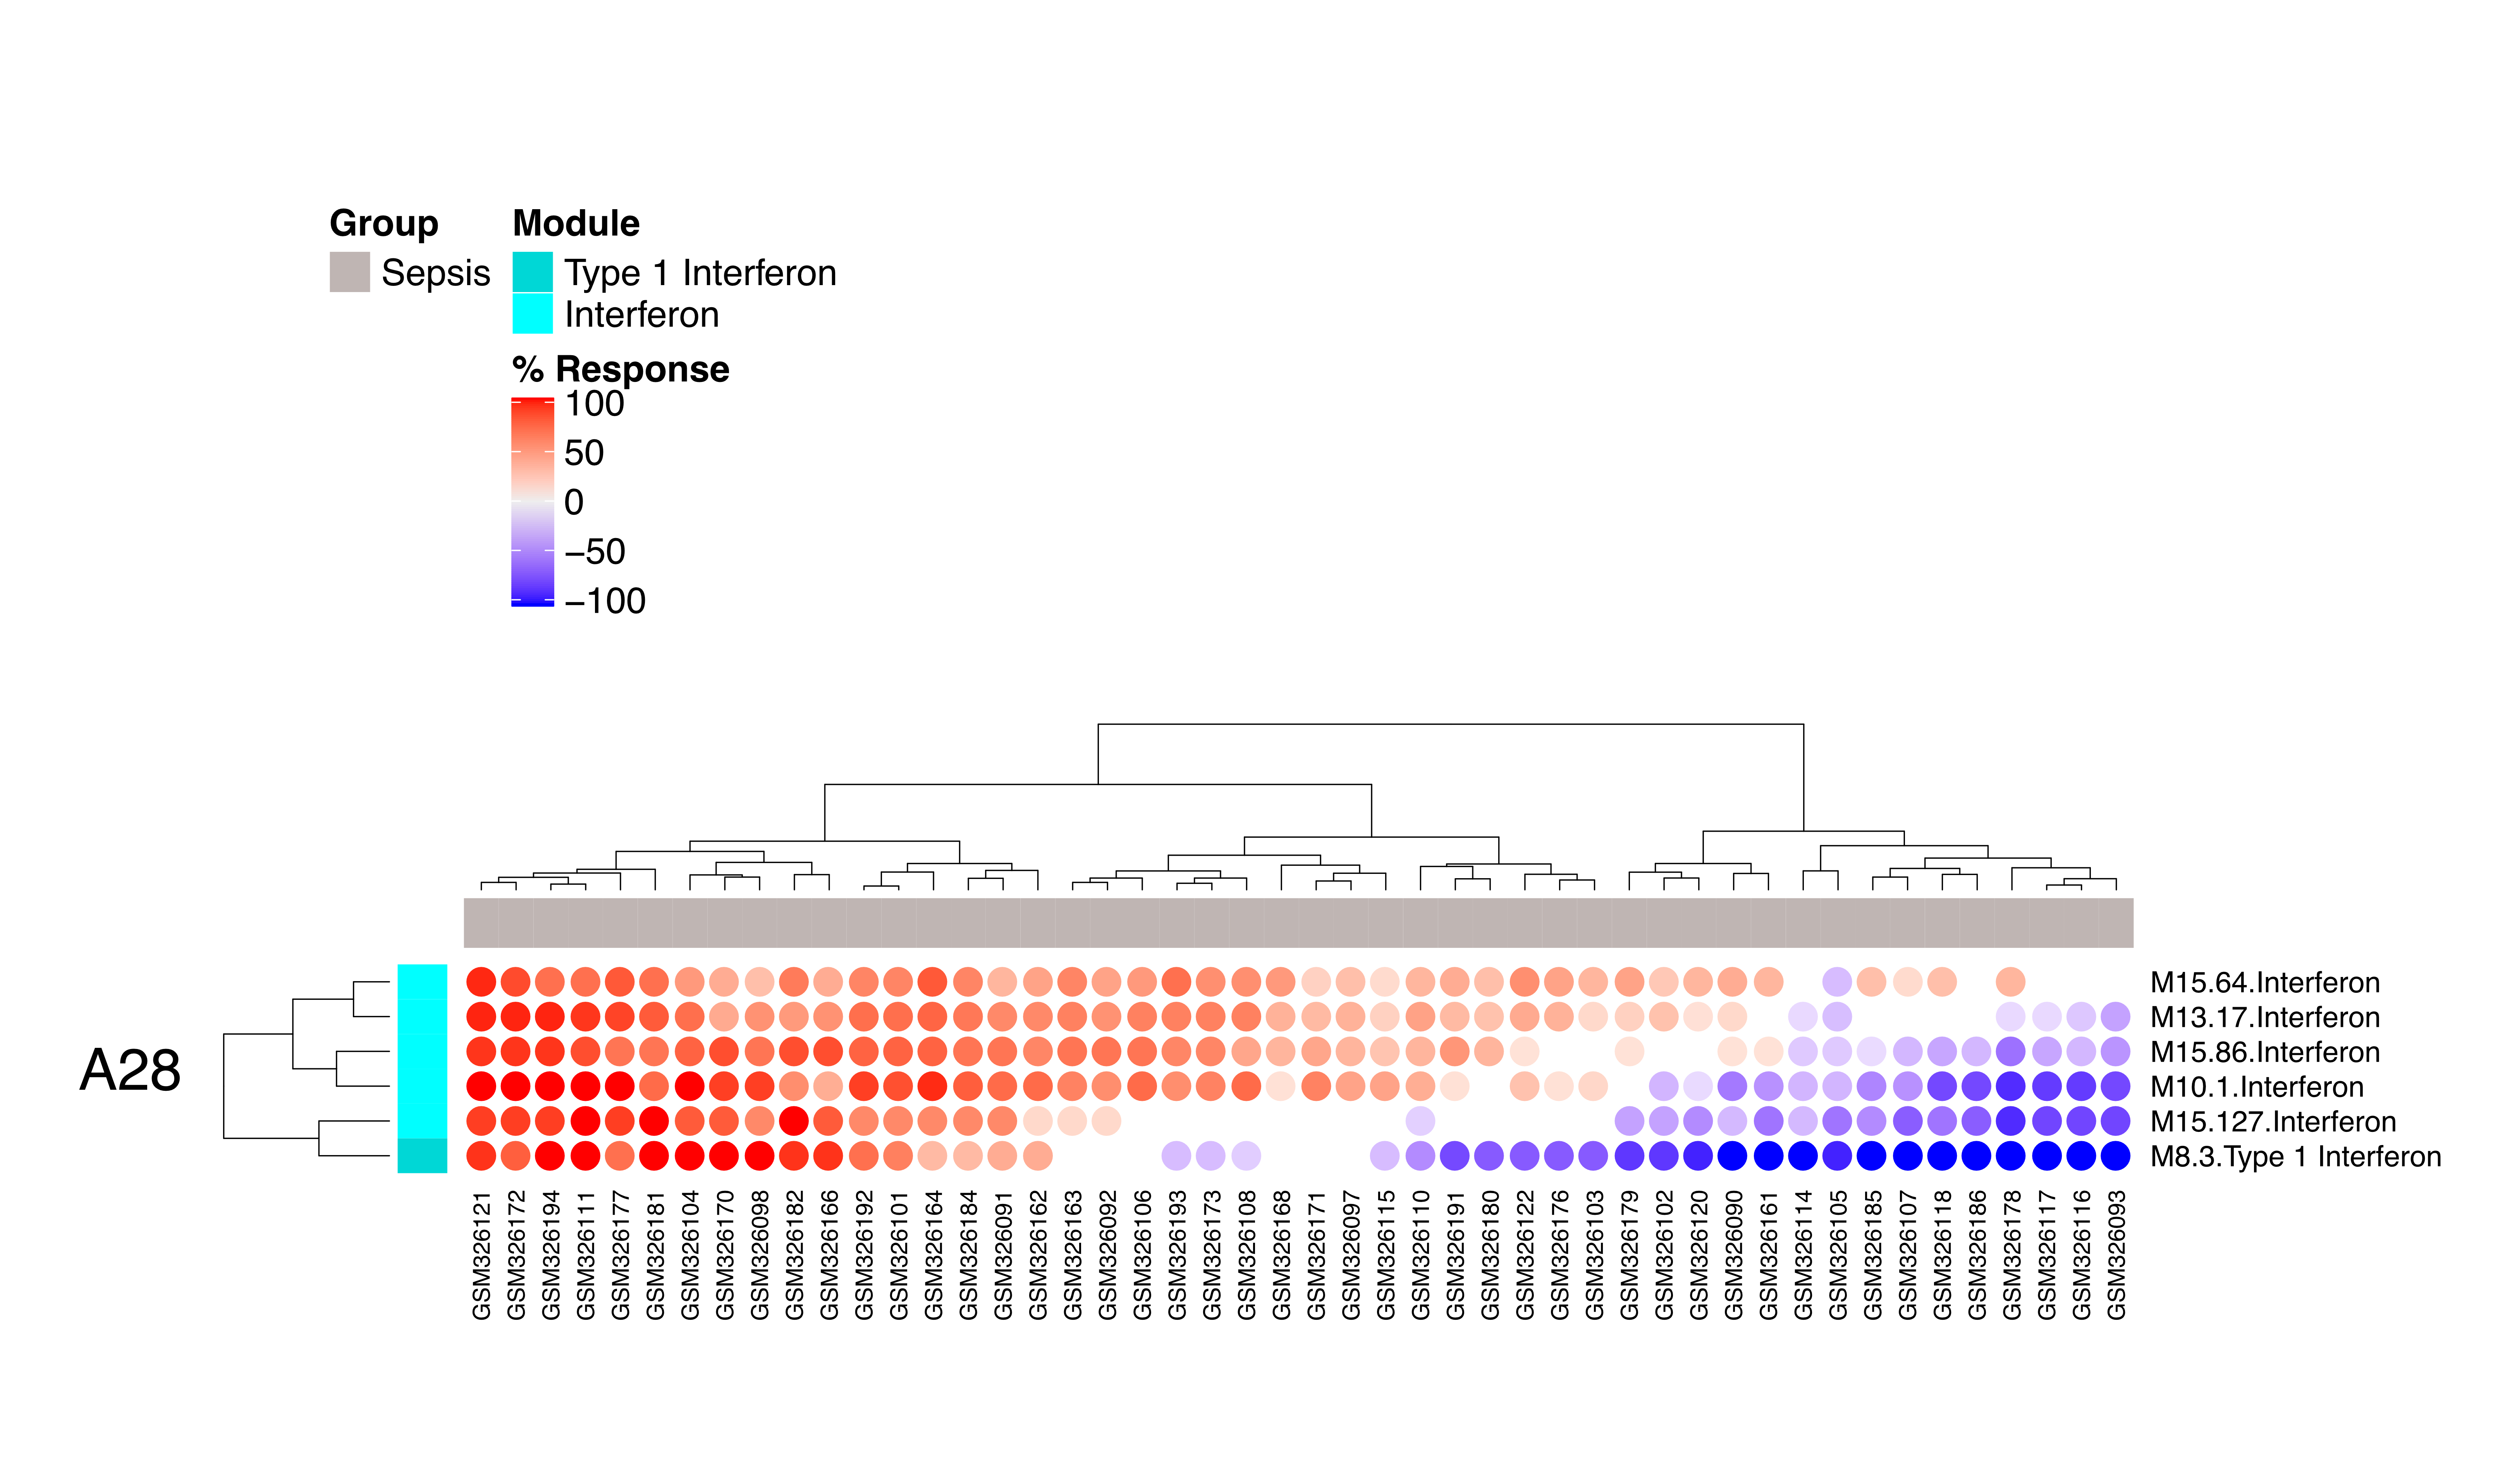 Group
Sepsis
Module
Type 1 Interferon
Interferon
% Response
100
50
0
−50
−100
A28
M15.64.Interferon
M13.17.Interferon
M15.86.Interferon
M10.1.Interferon
M15.127.Interferon
M8.3.Type 1 Interferon
GSM326121
GSM326172
GSM326194
GSM326111
GSM326177
GSM326181
GSM326104
GSM326170
GSM326098
GSM326182
GSM326166
GSM326192
GSM326101
GSM326164
GSM326184
GSM326091
GSM326162
GSM326163
GSM326092
GSM326106
GSM326193
GSM326173
GSM326108
GSM326168
GSM326171
GSM326097
GSM326115
GSM326110
GSM326191
GSM326180
GSM326122
GSM326176
GSM326103
GSM326179
GSM326102
GSM326120
GSM326090
GSM326161
GSM326114
GSM326105
GSM326185
GSM326107
GSM326118
GSM326186
GSM326178
GSM326117
GSM326116
GSM326093